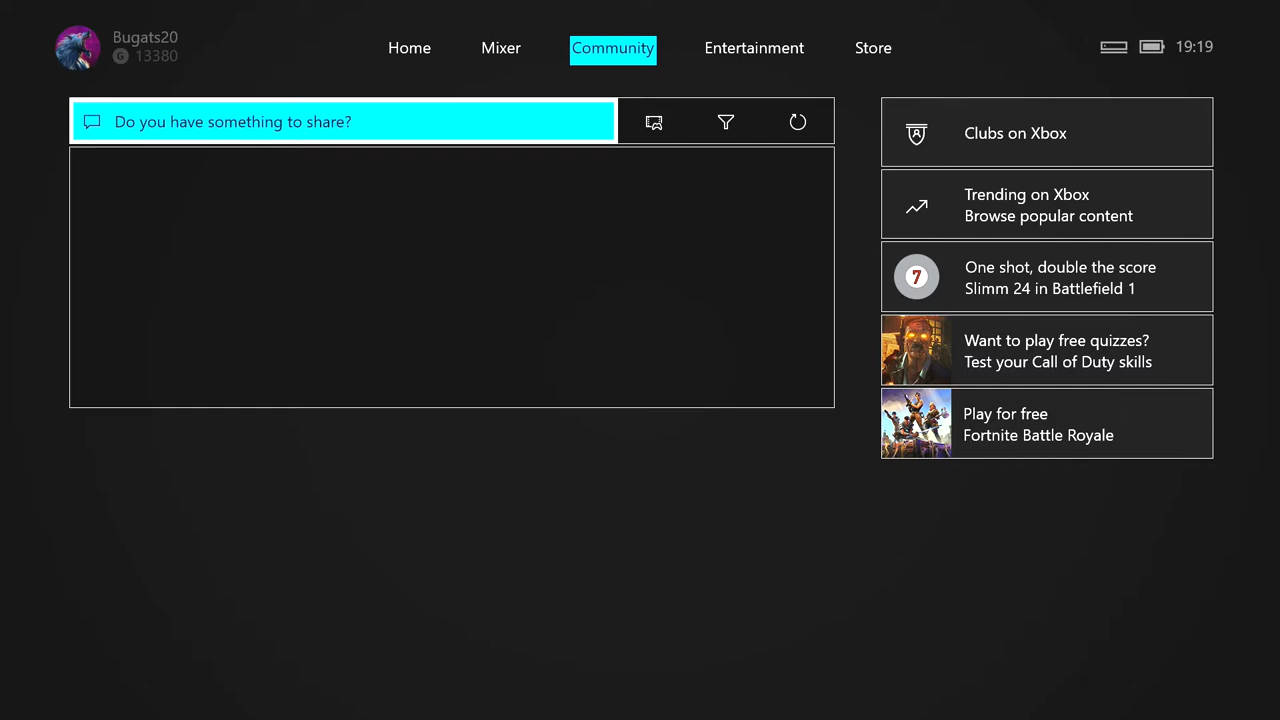 Bugats20
G 13380
Home
Mixer
Community
Entertainment
Store
19:19
Do you have something to share?
Clubs on Xbox
Trending on Xbox
Browse popular content
7
One shot, double the score
Slimm 24 in Battlefield 1
Want to play free quizzes?
Test your Call of Duty skills
Play for free
Fortnite Battle Royale